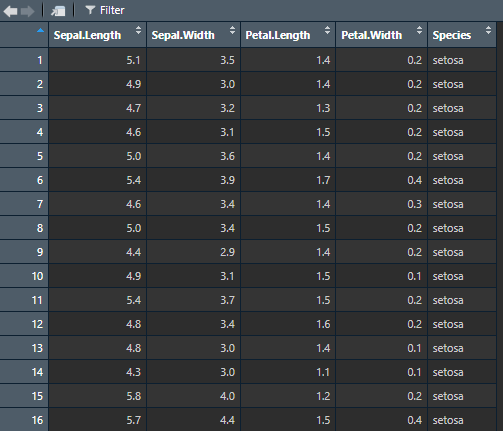 Filter
Sepal.Length Sepal.Width Petal.Length Petal.Width Species
1 5.1 3.5 1.4 0.2 setosa
2 4.9 3.0 1.4 0.2 setosa
3 4.7 3.2 1.3 0.2 setosa
4 4.6 3.1 1.5 0.2 setosa
5 5.0 3.6 1.4 0.2 setosa
6 5.4 3.9 1.7 0.4 setosa
7 4.6 3.4 1.4 0.3 setosa
8 5.0 3.4 1.5 0.2 setosa
9 4.4 2.9 1.4 0.2 setosa
10 4.9 3.1 1.5 0.1 setosa
11 5.4 3.7 1.5 0.2 setosa
12 4.8 3.4 1.6 0.2 setosa
13 4.8 3.0 1.4 0.1 setosa
14 4.3 3.0 1.1 0.1 setosa
15 5.8 4.0 1.2 0.2 setosa
16 5.7 4.4 1.5 0.4 setosa